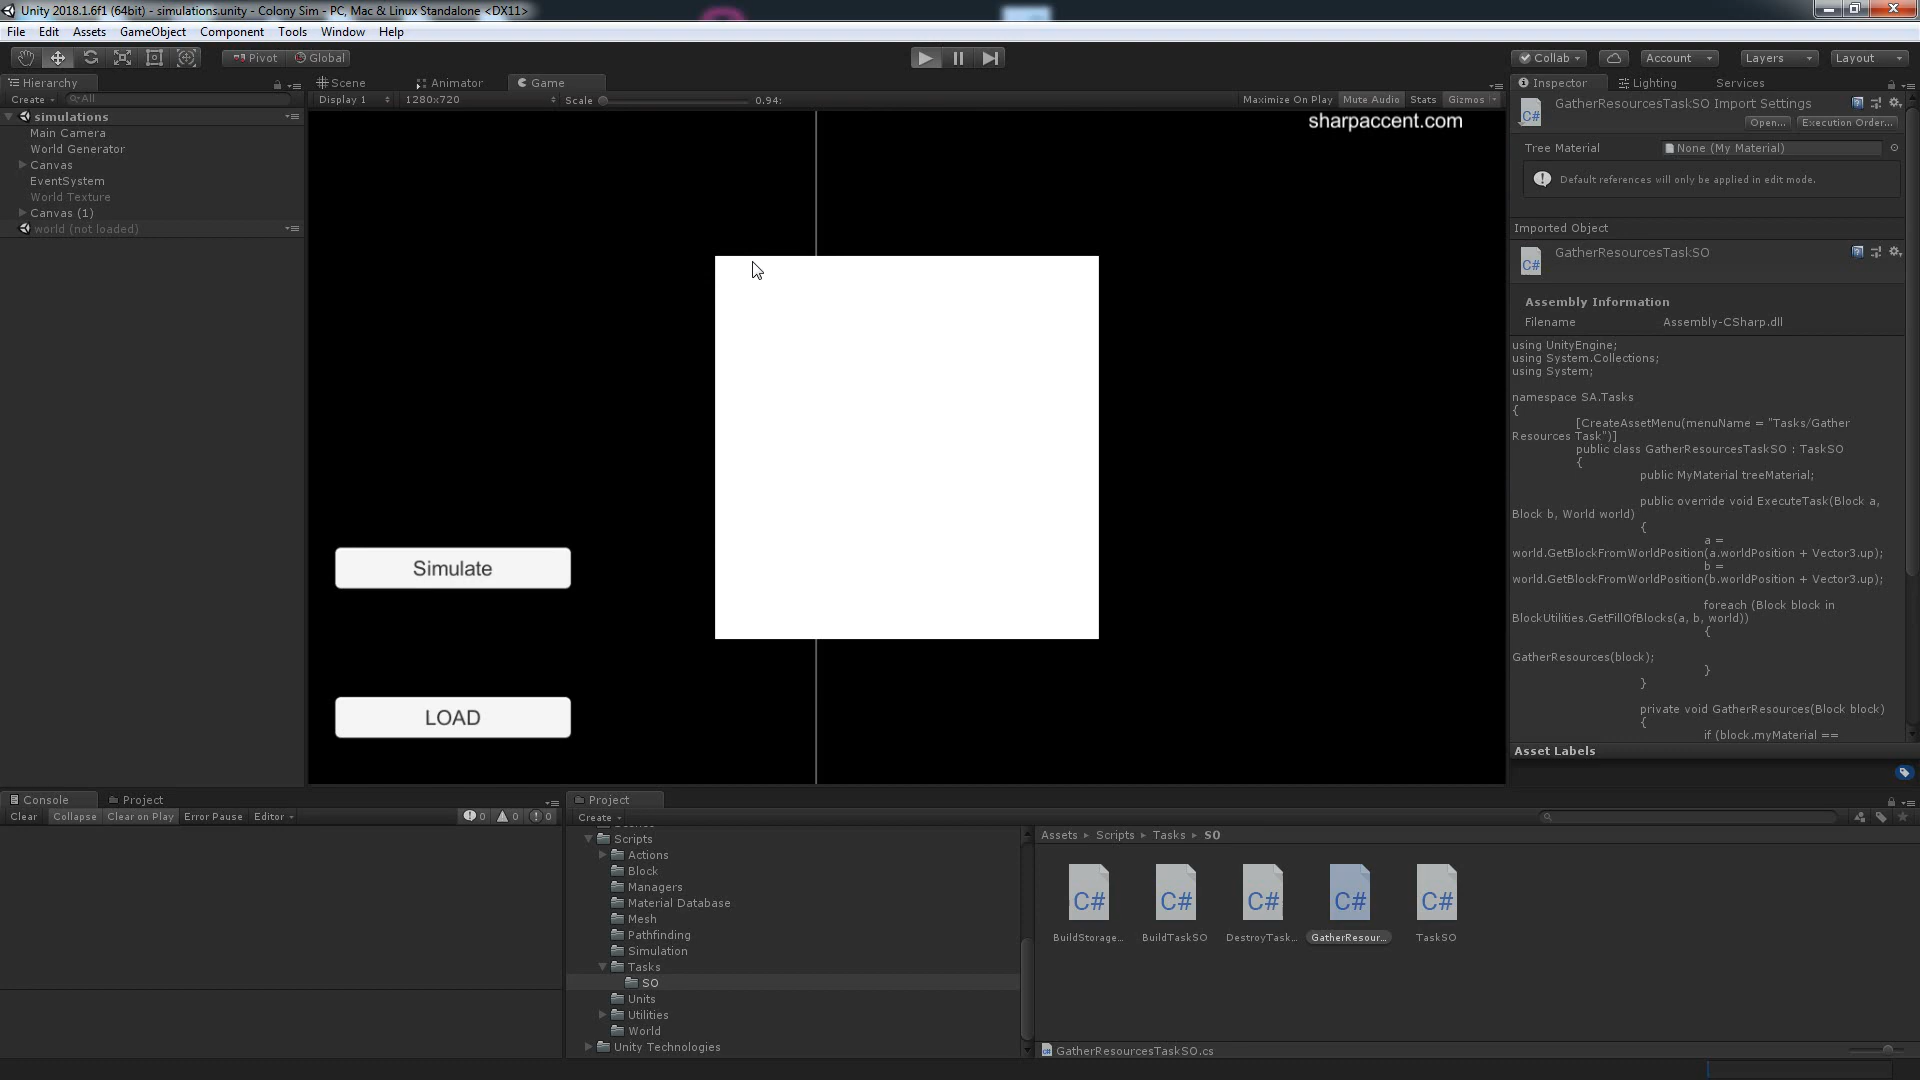 Unity 2018.1.6f1 (64bit) - simulations.unity - Colony Sim - PC, Mac & Linux Standalone <DX11>
File Edit Assets GameObject Component Tools Window Help
Pivot Global Collab Account Layers Layout
Hierarchy
Create All
simulations
Main Camera
World Generator
Canvas
EventSystem
World Texture
Canvas (1)
world (not loaded)
Scene Animator Game
Display 1 1280x720 Scale 0.94: Maximize On Play Mute Audio Stats Gizmos
sharpaccent.com
Simulate
LOAD
Inspector Lighting Services
GatherResourcesTaskSO Import Settings
Open... Execution Order...
Tree Material None (My Material)
Default references will only be applied in edit mode.
Imported Object
GatherResourcesTaskSO
Assembly Information
Filename Assembly-CSharp.dll
using UnityEngine;
using System.Collections;
using System;
namespace SA.Tasks
{
[CreateAssetMenu(menuName = "Tasks/Gather
Resources Task")]
public class GatherResourcesTaskSO : TaskSO
{
public MyMaterial treeMaterial;
public override void ExecuteTask(Block a,
Block b, World world)
{
a =
world.GetBlockFromWorldPosition(a.worldPosition + Vector3.up);
b =
world.GetBlockFromWorldPosition(b.worldPosition + Vector3.up);
foreach (Block block in
BlockUtilities.GetFillOfBlocks(a, b, world))
{
GatherResources(block);
}
}
private void GatherResources(Block block)
{
if (block.myMaterial ==
Asset Labels
Console Project
Clear Collapse Clear on Play Error Pause Editor 0 0 0
Project
Create
Scripts
Actions
Block
Managers
Material Database
Mesh
Pathfinding
Simulation
Tasks
SO
Units
Utilities
World
Unity Technologies
Assets Scripts Tasks SO
C# C# C# C# C#
BuildStorage... BuildTaskSO DestroyTask... GatherResour... TaskSO
GatherResourcesTaskSO.cs